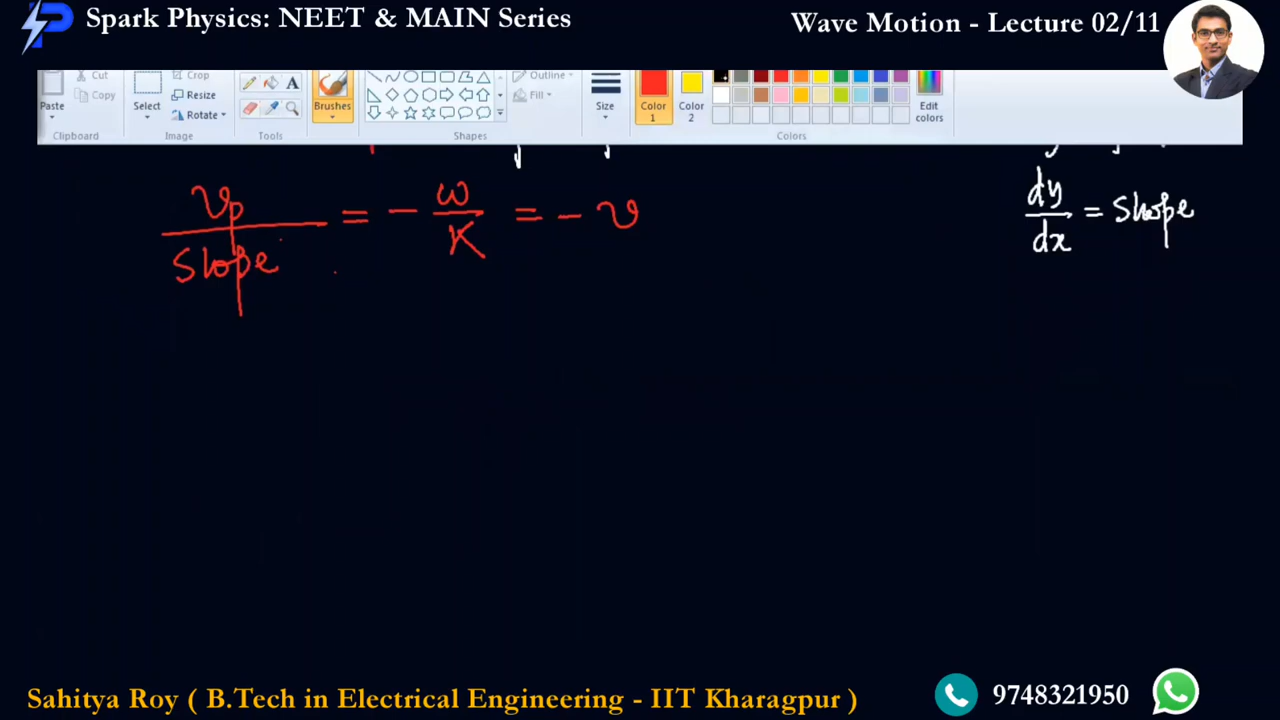 Spark Physics: NEET & MAIN Series
Wave Motion - Lecture 02/11
Cut
Copy
Paste
Clipboard
Crop
Resize
Rotate
Select
Image
Tools
Brushes
Shapes
Outline
Fill
Size
Color 1
Color 2
Edit colors
Colors
vp/Slope = - ω/K = - v
dy/dx = Slope
Sahitya Roy ( B.Tech in Electrical Engineering - IIT Kharagpur )
9748321950